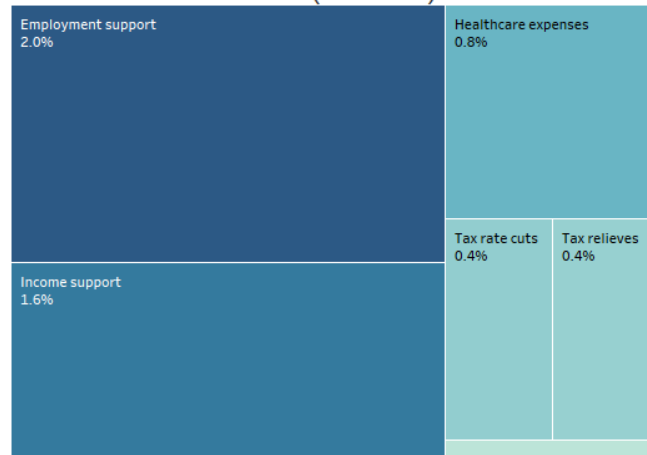 Employment support
2.0%
Healthcare expenses
0.8%
Tax rate cuts
0.4%
Tax relieves
0.4%
Income support
1.6%